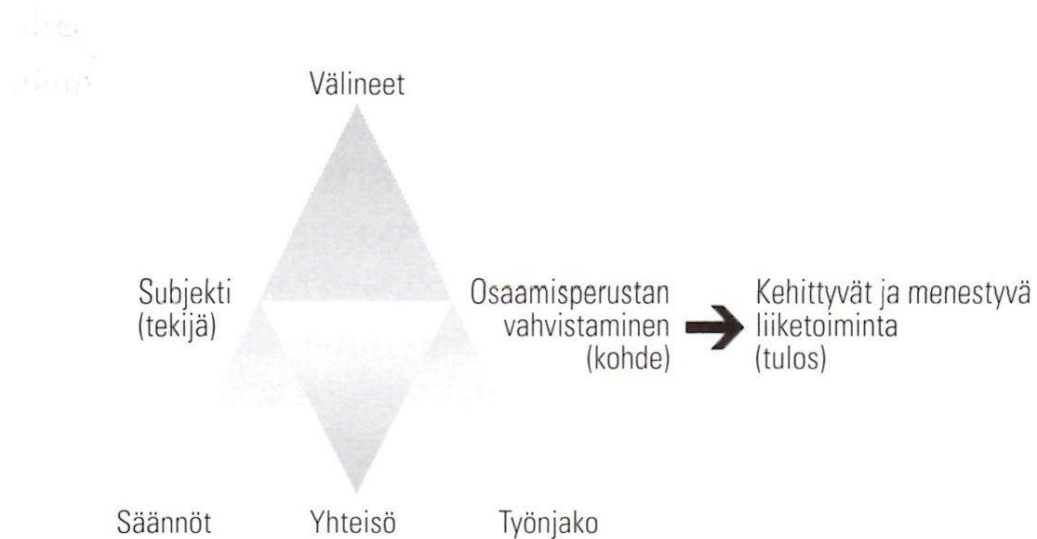 Välineet
Subjekti
(tekijä)
Osaamisperustan
vahvistaminen
(kohde)
Kehittyvät ja menestyvä
liiketoiminta
(tulos)
Säännöt
Yhteisö
Työnjako